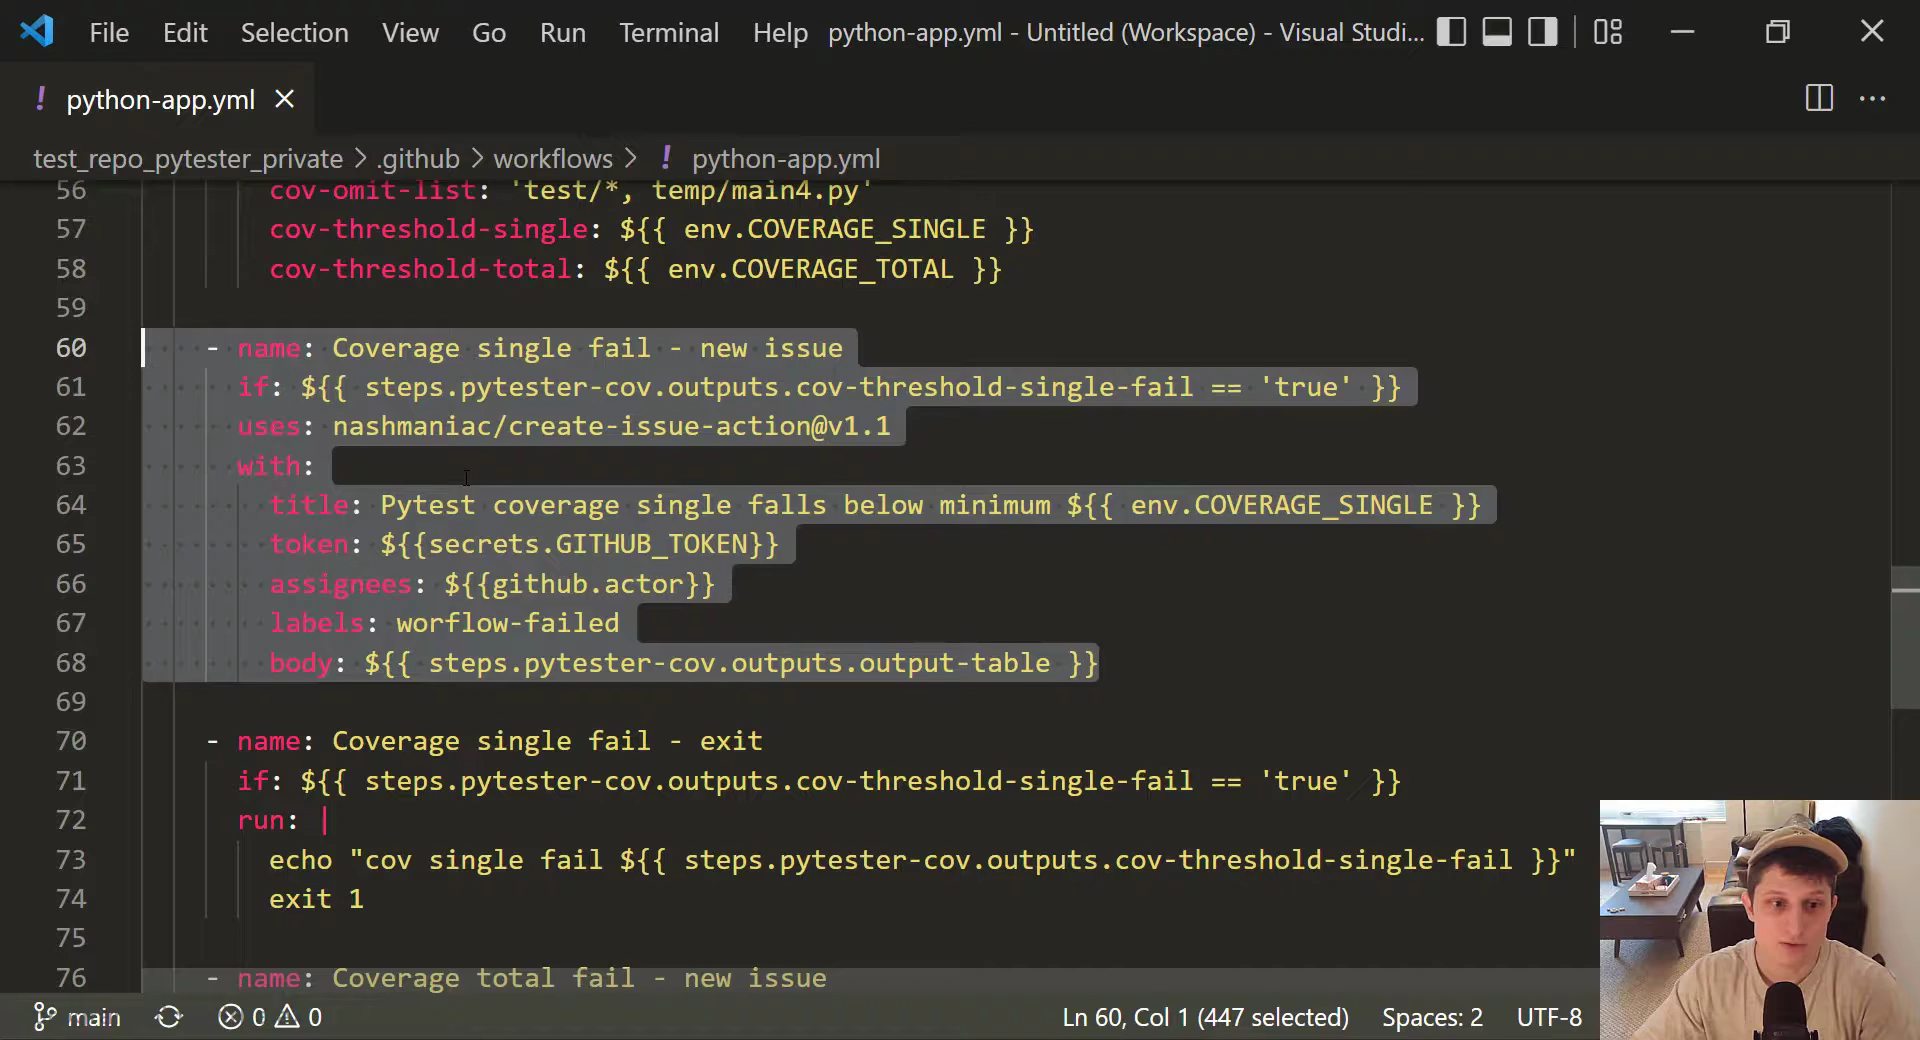 File Edit Selection View Go Run Terminal Help python-app.yml - Untitled (Workspace) - Visual Studi...
! python-app.yml
test_repo_pytester_private > .github > workflows > ! python-app.yml
56 cov-omit-list: 'test/*, temp/main4.py'
57 cov-threshold-single: ${{ env.COVERAGE_SINGLE }}
58 cov-threshold-total: ${{ env.COVERAGE_TOTAL }}
59
60 - name: Coverage single fail - new issue
61 if: ${{ steps.pytester-cov.outputs.cov-threshold-single-fail == 'true' }}
62 uses: nashmaniac/create-issue-action@v1.1
63 with:
64 title: Pytest coverage single falls below minimum ${{ env.COVERAGE_SINGLE }}
65 token: ${{secrets.GITHUB_TOKEN}}
66 assignees: ${{github.actor}}
67 labels: worflow-failed
68 body: ${{ steps.pytester-cov.outputs.output-table }}
69
70 - name: Coverage single fail - exit
71 if: ${{ steps.pytester-cov.outputs.cov-threshold-single-fail == 'true' }}
72 run: |
73 echo "cov single fail ${{ steps.pytester-cov.outputs.cov-threshold-single-fail }}"
74 exit 1
75
76 - name: Coverage total fail - new issue
main 0 0 Ln 60, Col 1 (447 selected) Spaces: 2 UTF-8